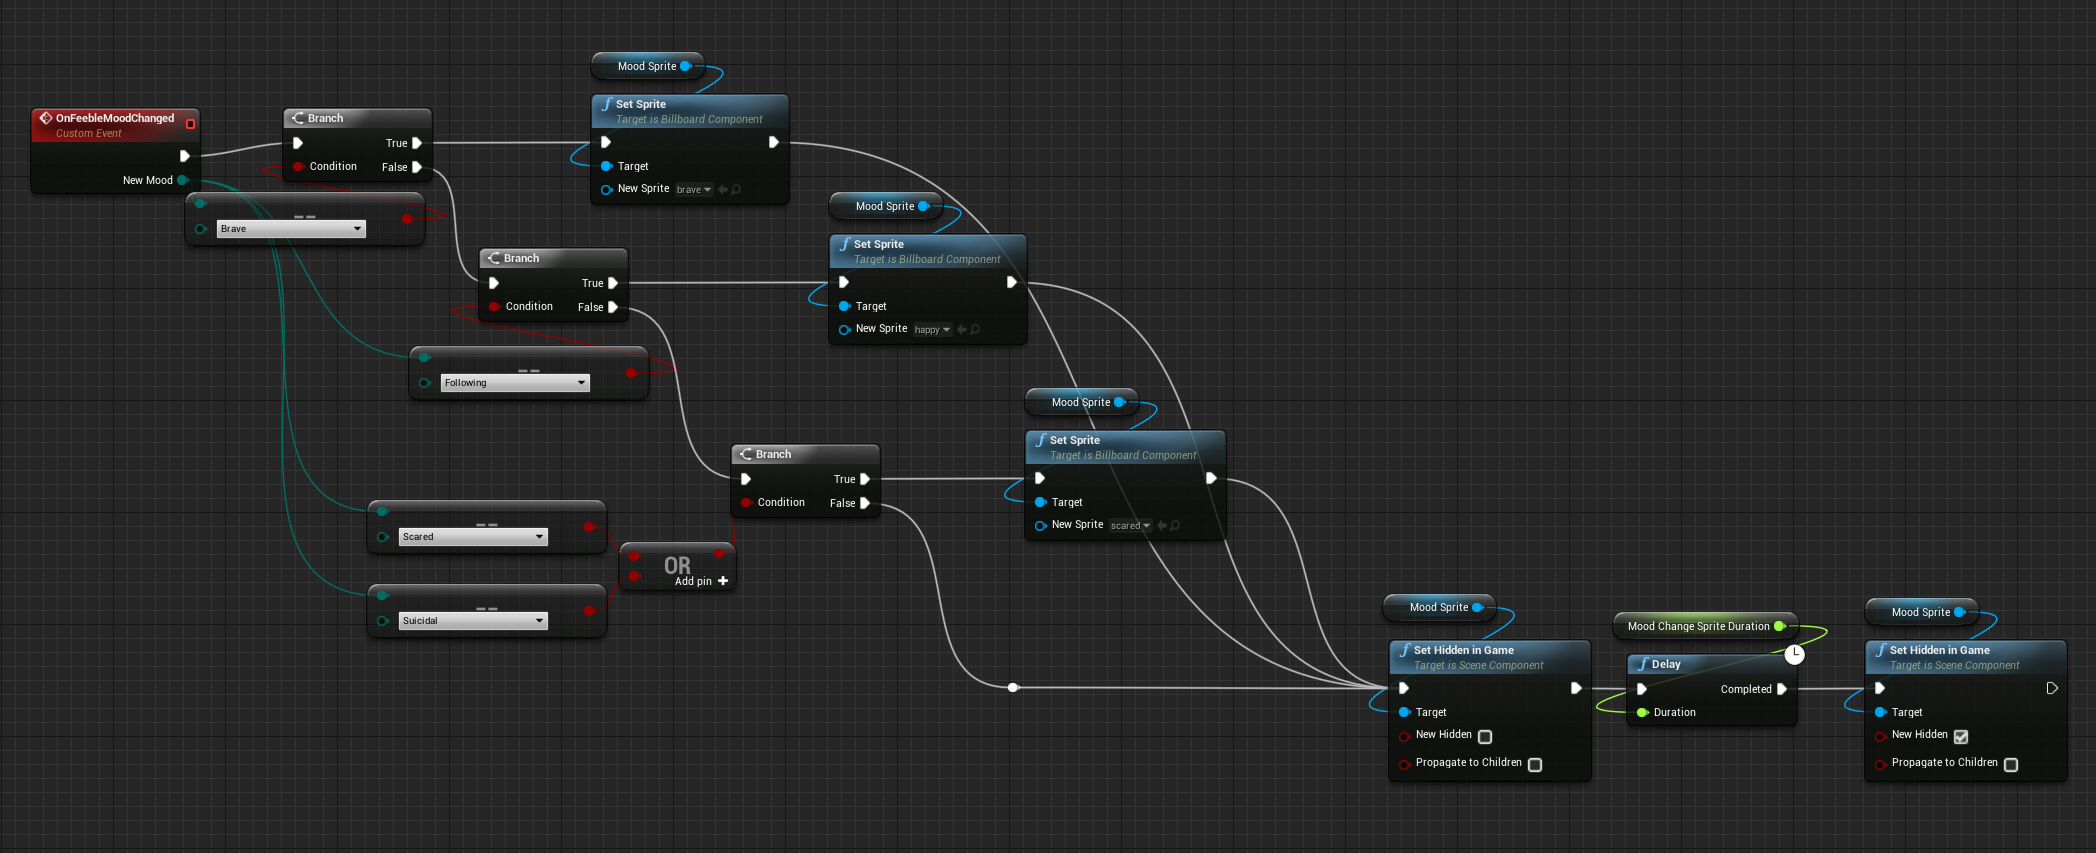 Mood Sprite
Set Sprite
Target is Billboard Component
Target
New Sprite brave
OnFeebleMoodChanged
Custom Event
New Mood
Branch
True
Condition
False
==
Brave
Mood Sprite
Set Sprite
Target is Billboard Component
Target
New Sprite happy
Branch
True
Condition
False
==
Following
Mood Sprite
Set Sprite
Target is Billboard Component
Target
New Sprite scared
Branch
True
Condition
False
==
Scared
OR
Add pin +
==
Suicidal
Mood Sprite
Set Hidden in Game
Target is Scene Component
Target
New Hidden
Propagate to Children
Mood Change Sprite Duration
Delay
Completed
Duration
Mood Sprite
Set Hidden in Game
Target is Scene Component
Target
New Hidden
Propagate to Children